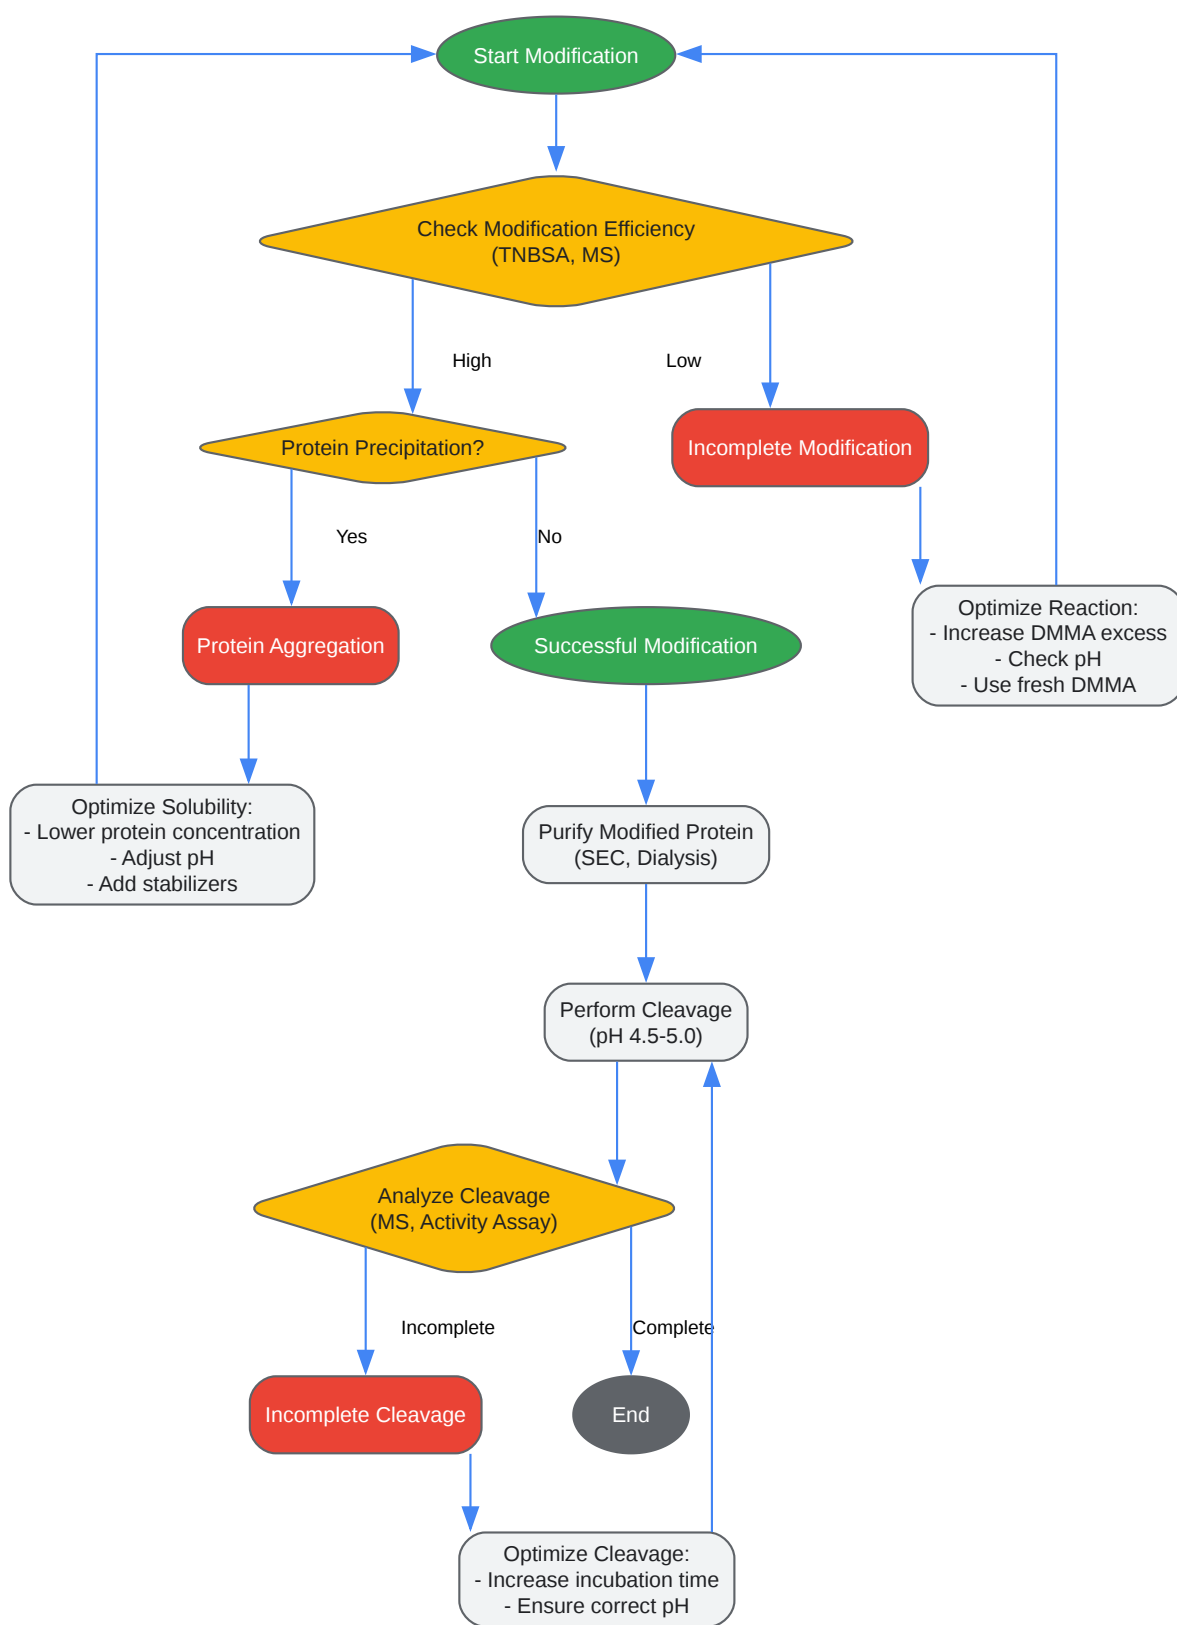 Start Modification
Check Modification Efficiency
(TNBSA, MS)
High
Low
Protein Precipitation?
Incomplete Modification
Yes
No
Optimize Reaction:
- Increase DMMA excess
- Check pH
- Use fresh DMMA
Protein Aggregation
Successful Modification
Optimize Solubility:
- Lower protein concentration
- Adjust pH
- Add stabilizers
Purify Modified Protein
(SEC, Dialysis)
Perform Cleavage
(pH 4.5-5.0)
Analyze Cleavage
(MS, Activity Assay)
Incomplete
Complete
Incomplete Cleavage
End
Optimize Cleavage:
- Increase incubation time
- Ensure correct pH